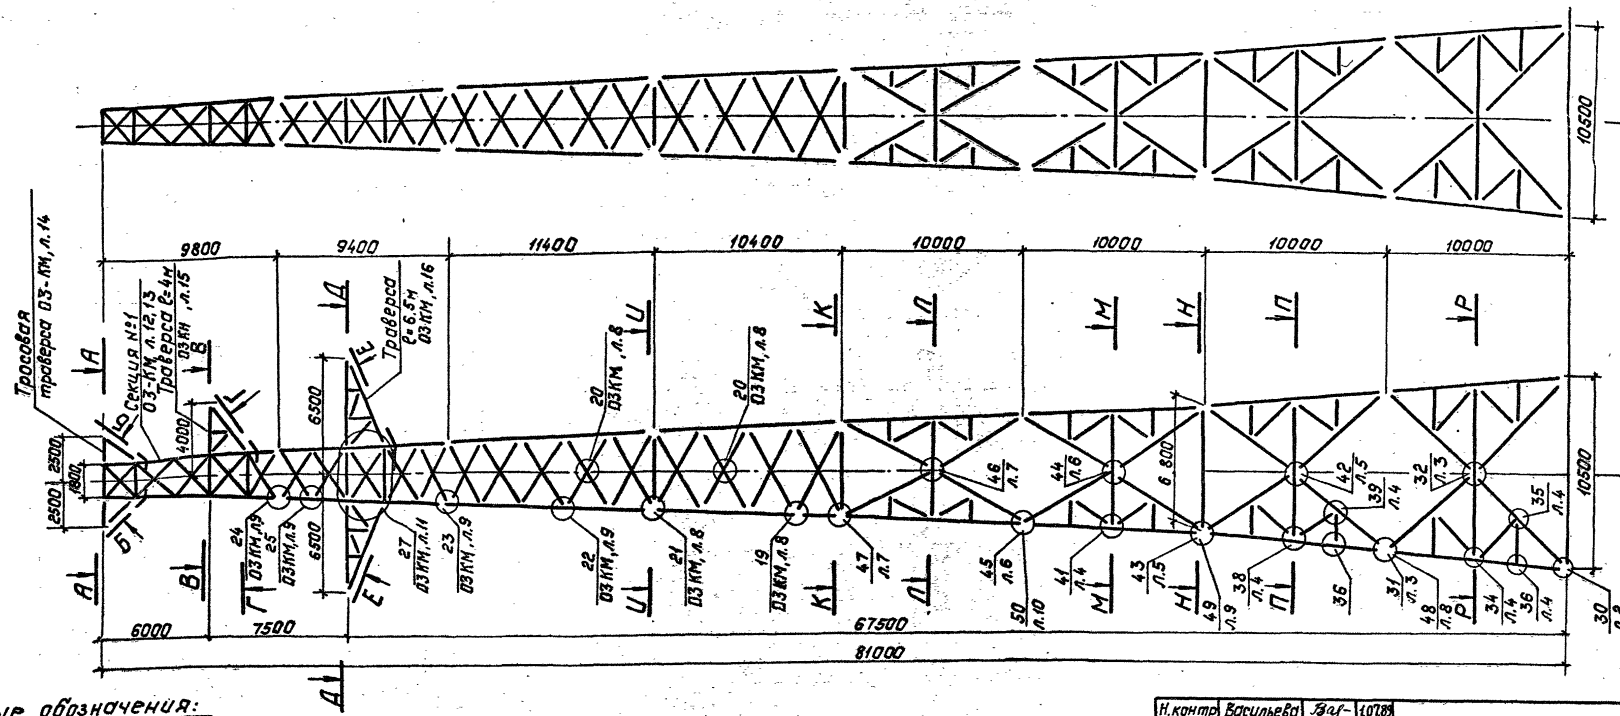 10500
9800
9400
11400
10400
10000
10000
10000
10000
Тросовая
траверса 03-КМ, л.14
Секция №1
03-КМ л.12,13
Траверса ℓ=4м
03КМ, л.15
Траверса
ℓ=6.5м
03КМ, л.16
А
Б
В
Г
Д
Е
И
К
Л
М
Н
П
Р
2500
2500
1800
4000
6500
6500
6 800
10500
20
03КМ, л.8
20
03КМ, л.8
46
л.7
44
л.6
42
л.5
39
л.4
32
л.3
35
л.4
24
03КМ, л.9
25
03КМ, л.9
27
03КМ, л.11
23
03КМ, л.9
22
03КМ, л.9
21
03КМ, л.8
19
03КМ, л.8
47
л.7
45
л.6
50
л.10
41
л.4
43
л.5
49
л.9
38
л.4
36
31
л.3
48
л.8
34
л.4
36
л.4
30
А
В
Г
Е
И
К
Л
М
Н
П
Р
6000
7500
67500
81000
Д
обозначения:
Н.контр Васильева